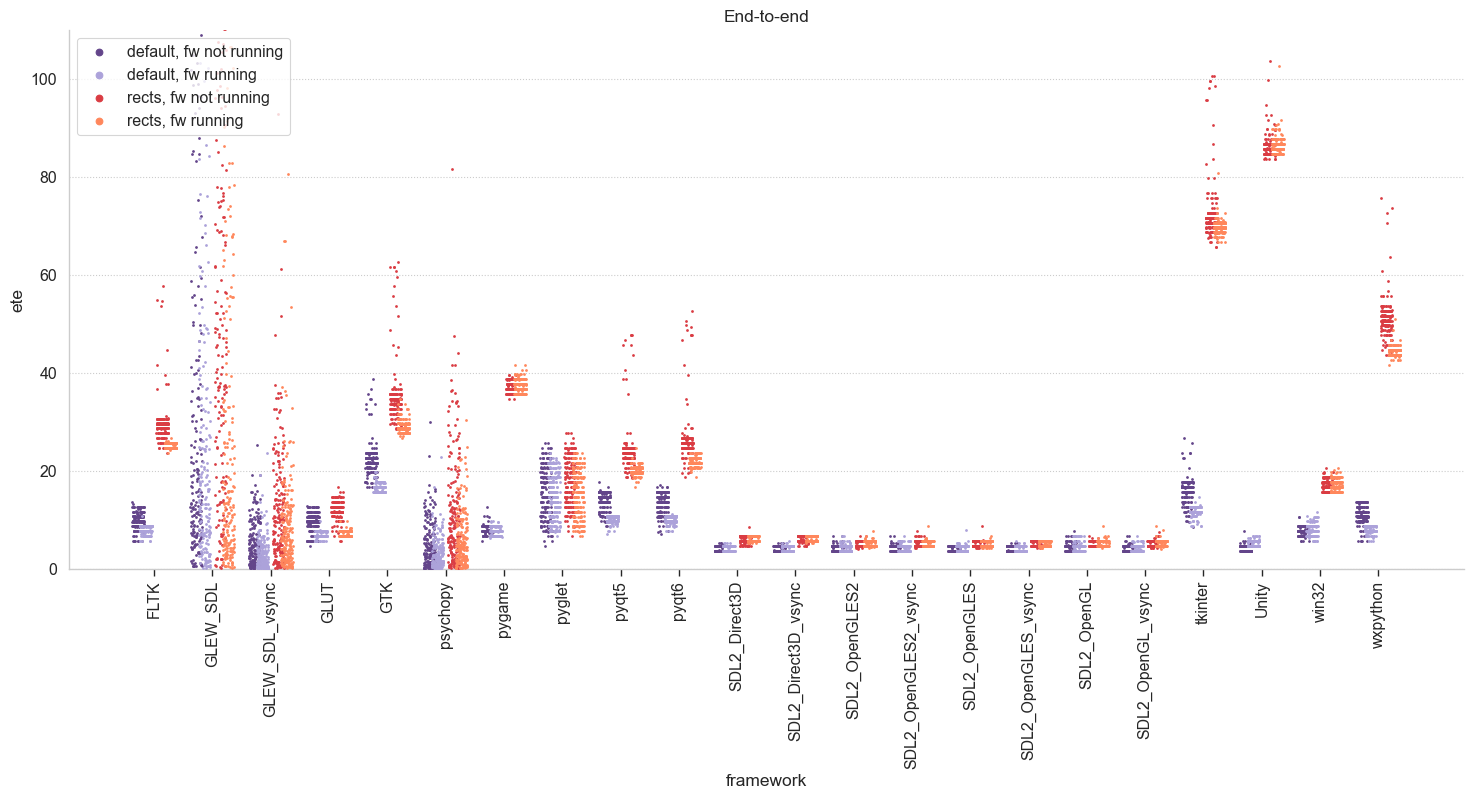 End-to-end
default, fw not running
default, fw running
rects, fw not running
rects, fw running
100
80
60
40
20
0
ete
FLTK
GLEW_SDL
GLEW_SDL_vsync
GLUT
GTK
psychopy
pygame
pyglet
pyqt5
pyqt6
SDL2_Direct3D
SDL2_Direct3D_vsync
SDL2_OpenGLES2
SDL2_OpenGLES2_vsync
SDL2_OpenGLES
SDL2_OpenGLES_vsync
SDL2_OpenGL
SDL2_OpenGL_vsync
tkinter
Unity
win32
wxpython
framework